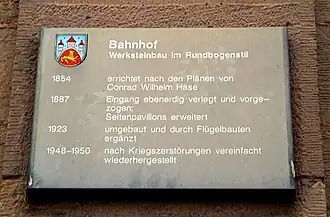 Bahnhof
Werksteinbau im Rundbogenstil
1854 errichtet nach den Plänen von
Conrad Wilhelm Hase
1887 Eingang ebenerdig verlegt und vorge-
zogen;
Seitenpavillons erweitert
1923 umgebaut und durch Flügelbauten
ergänzt
1948-1950 nach Kriegszerstörungen vereinfacht
wiederhergestellt